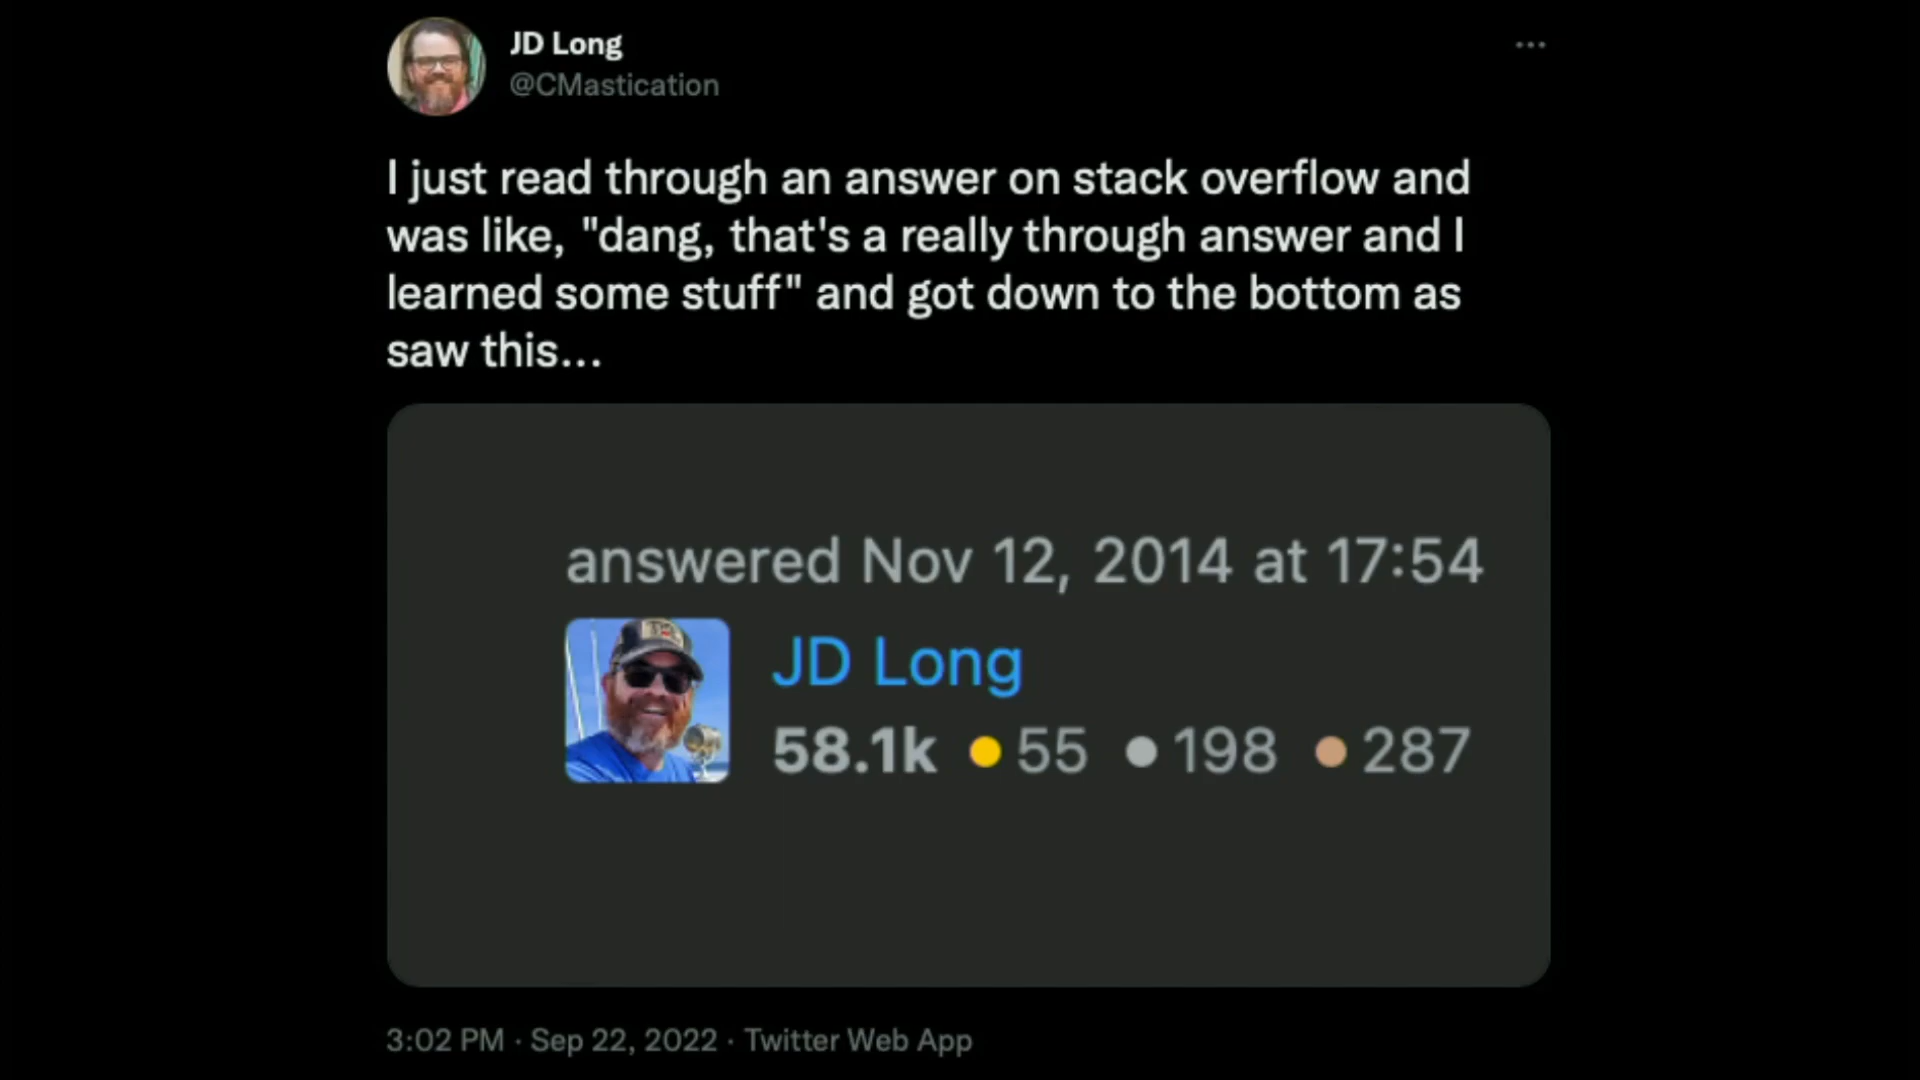 JD Long
@CMastication
I just read through an answer on stack overflow and
was like, "dang, that's a really through answer and I
learned some stuff" and got down to the bottom as
saw this...
answered Nov 12, 2014 at 17:54
JD Long
58.1k 55 198 287
3:02 PM · Sep 22, 2022 · Twitter Web App